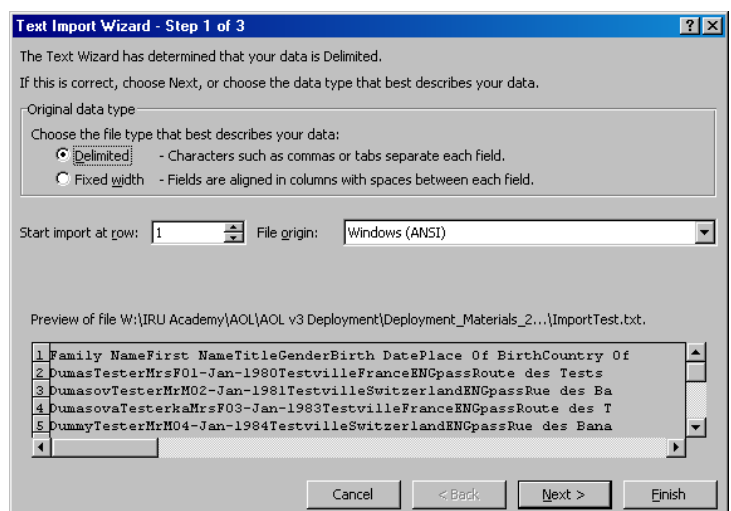 Text Import Wizard - Step 1 of 3
The Text Wizard has determined that your data is Delimited.
If this is correct, choose Next, or choose the data type that best describes your data.
Original data type
Choose the file type that best describes your data:
Delimited - Characters such as commas or tabs separate each field.
Fixed width - Fields are aligned in columns with spaces between each field.
Start import at row: 1 File origin: Windows (ANSI)
Preview of file W:\IRU Academy\AOL\AOL v3 Deployment\Deployment_Materials_2...\ImportTest.txt.
1 Family NameFirst NameTitleGenderBirth DatePlace Of BirthCountry Of
2 DumasTesterMrsF01-Jan-1980TestvilleFranceENGpassRoute des Tests
3 DumasovTesterMrM02-Jan-1981TestvilleSwitzerlandENGpassRue des Ba
4 DumasovaTesterkaMrsF03-Jan-1983TestvilleFranceENGpassRoute des T
5 DummyTesterMrM04-Jan-1984TestvilleSwitzerlandENGpassRue des Bana
Cancel < Back Next > Finish